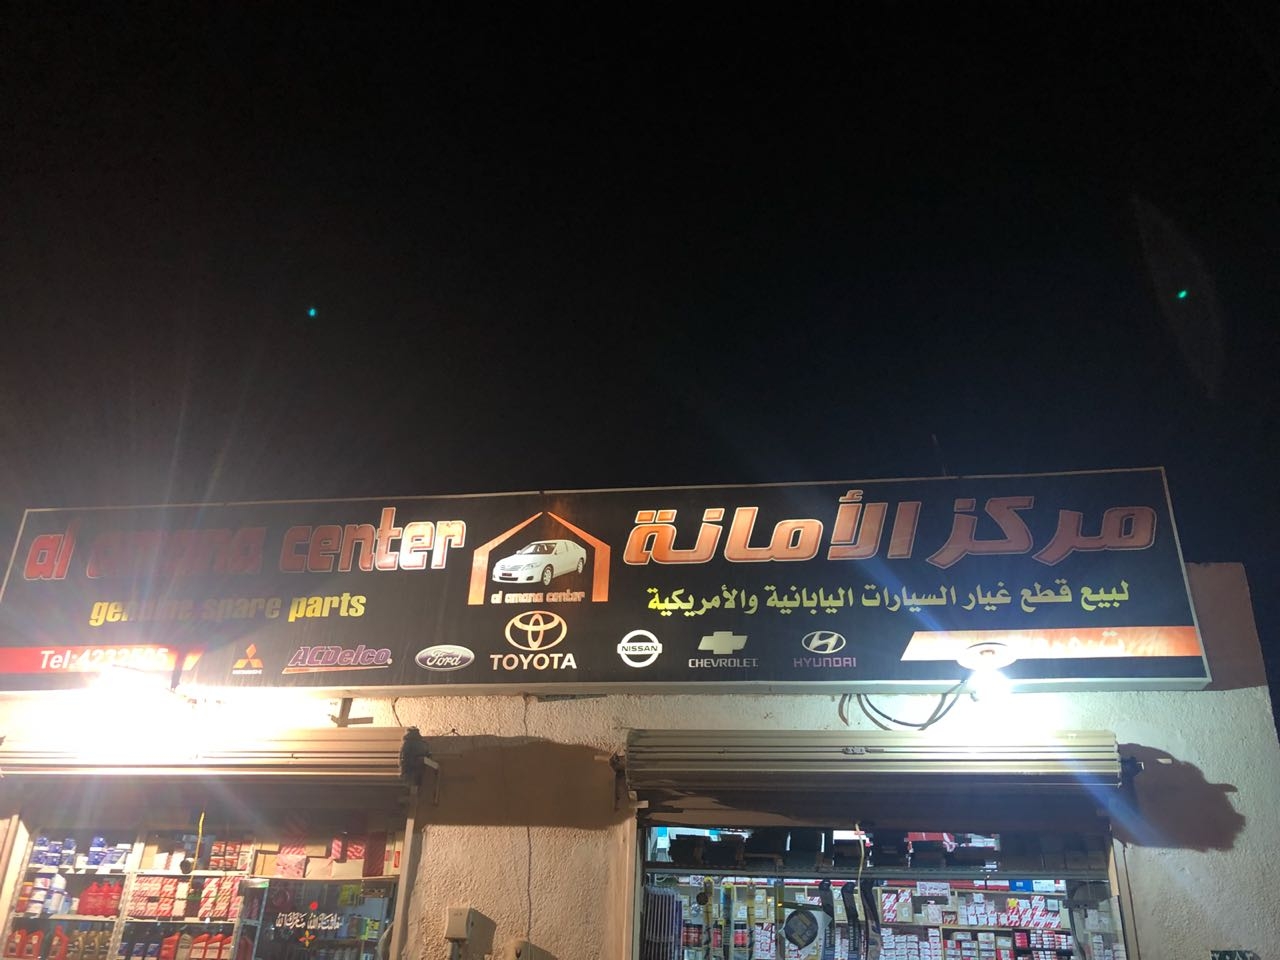 al amana center
مركز الأمانة
genuine spare parts
لبيع قطع غيار السيارات اليابانية والأمريكية
al amana center
Tel:
ACDelco
Ford
TOYOTA
NISSAN
CHEVROLET
HYUNDAI